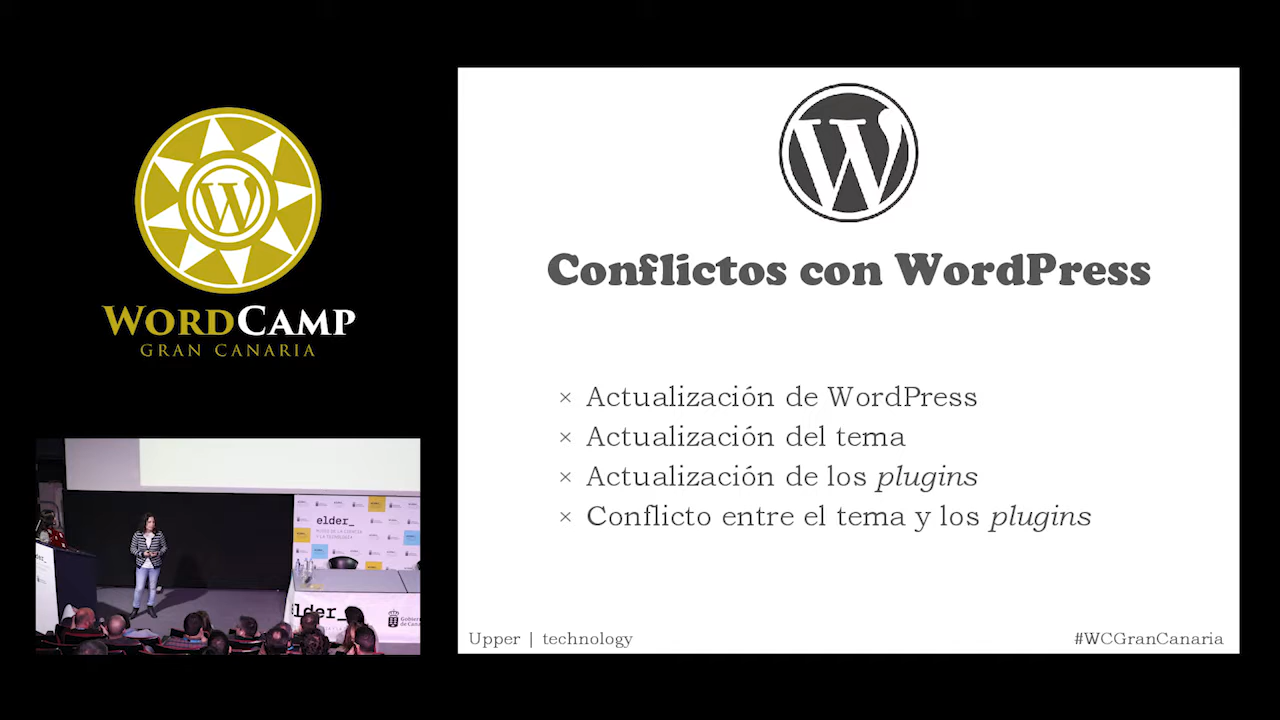 WORDCAMP
GRAN CANARIA
Conflictos con WordPress
× Actualización de WordPress
× Actualización del tema
× Actualización de los plugins
× Conflicto entre el tema y los plugins
Upper | technology
#WCGranCanaria
elder_
elder_